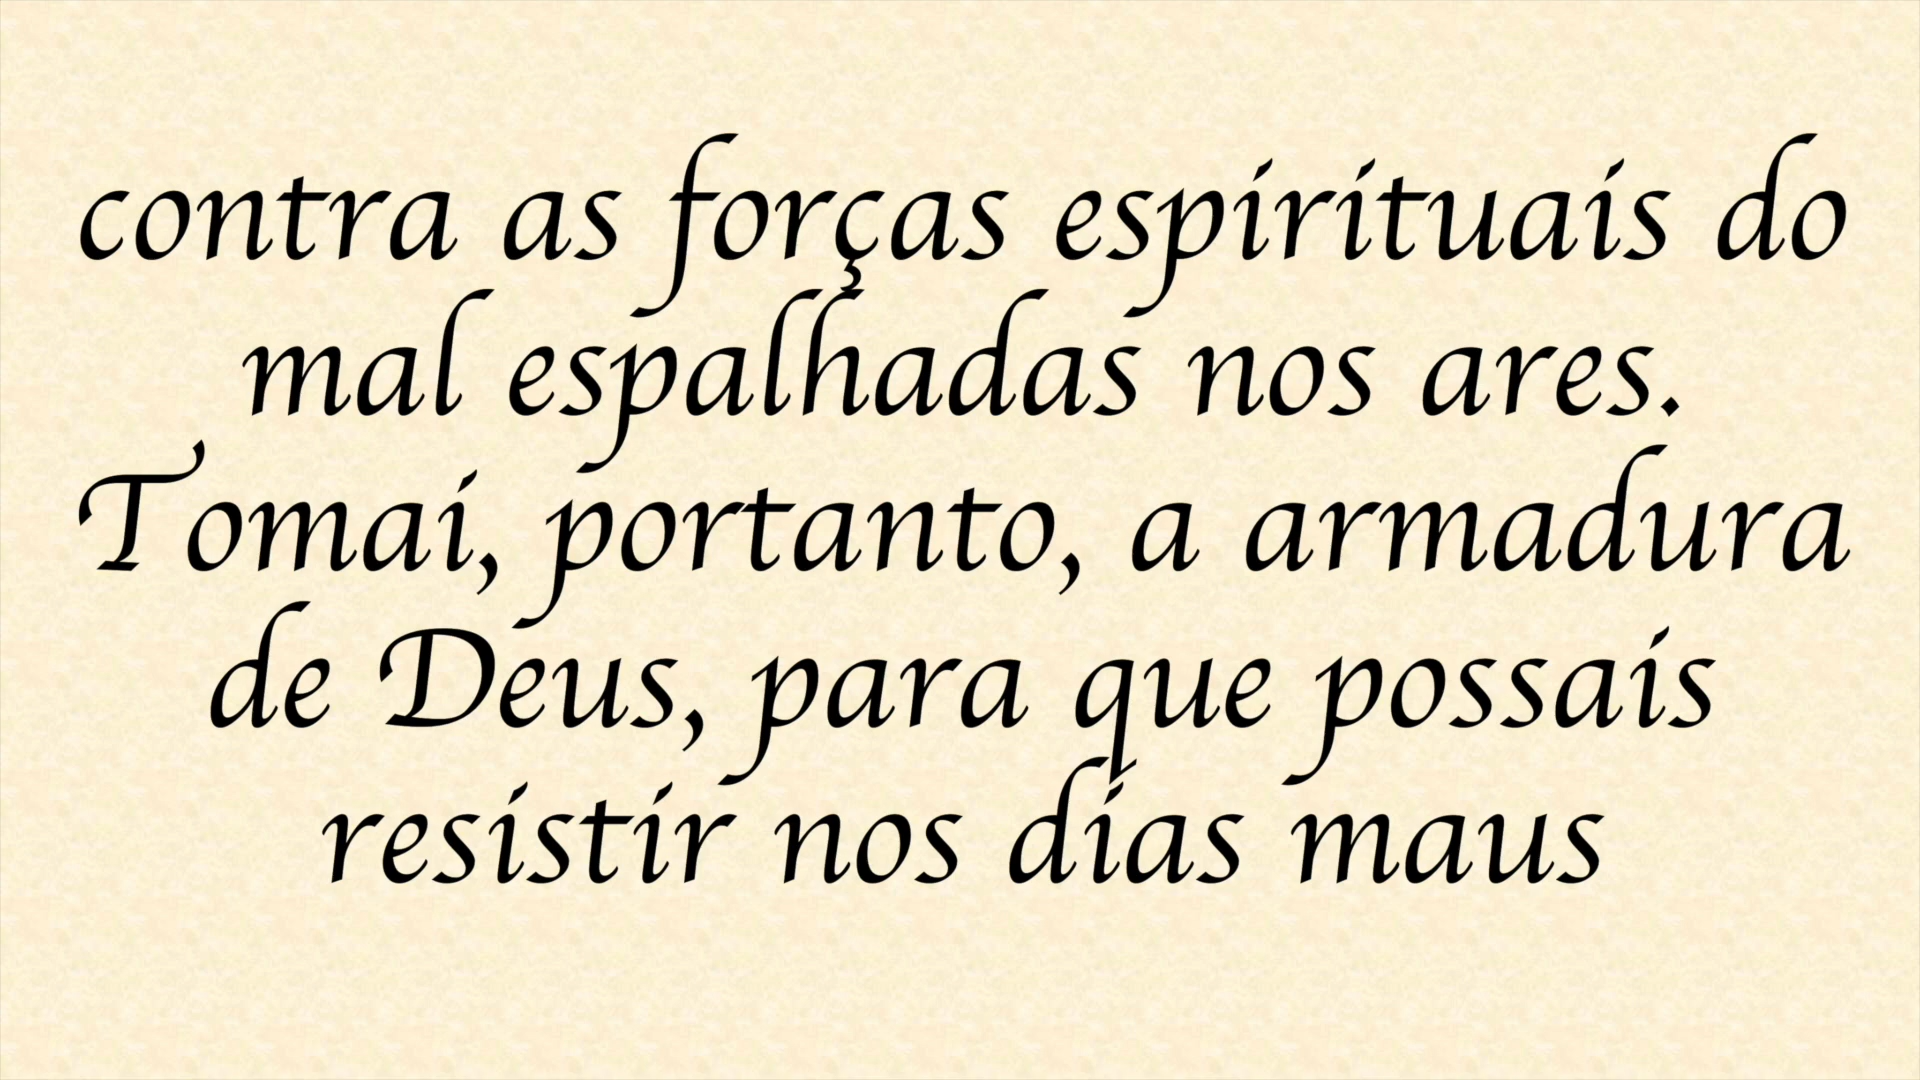 contra as forças espirituais do
mal espalhadas nos ares.
Tomai, portanto, a armadura
de Deus, para que possais
resistir nos dias maus